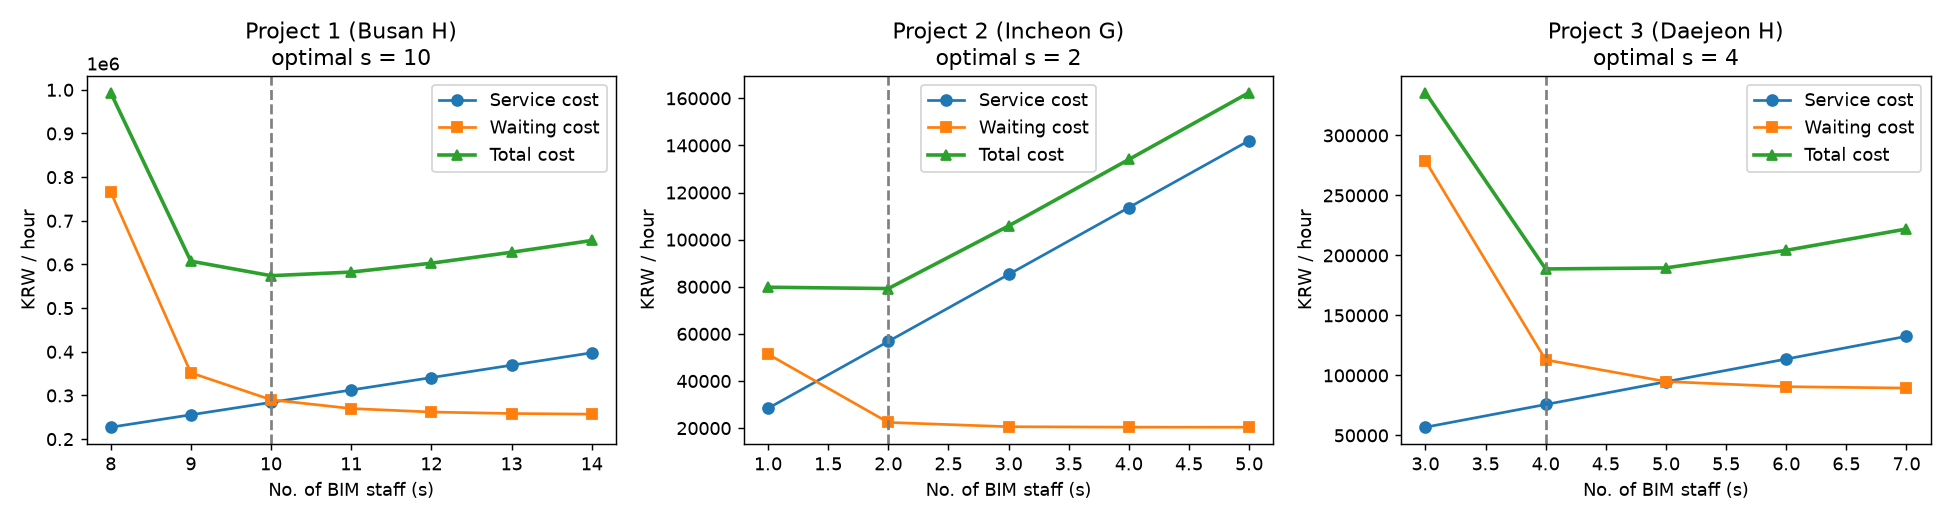 Project 1 (Busan H)
optimal s = 10
1e6
1.0
0.9
0.8
0.7
0.6
0.5
0.4
0.3
0.2
KRW / hour
Service cost
Waiting cost
Total cost
8 9 10 11 12 13 14
No. of BIM staff (s)
Project 2 (Incheon G)
optimal s = 2
160000
140000
120000
100000
80000
60000
40000
20000
KRW / hour
Service cost
Waiting cost
Total cost
1.0 1.5 2.0 2.5 3.0 3.5 4.0 4.5 5.0
No. of BIM staff (s)
Project 3 (Daejeon H)
optimal s = 4
300000
250000
200000
150000
100000
50000
KRW / hour
Service cost
Waiting cost
Total cost
3.0 3.5 4.0 4.5 5.0 5.5 6.0 6.5 7.0
No. of BIM staff (s)